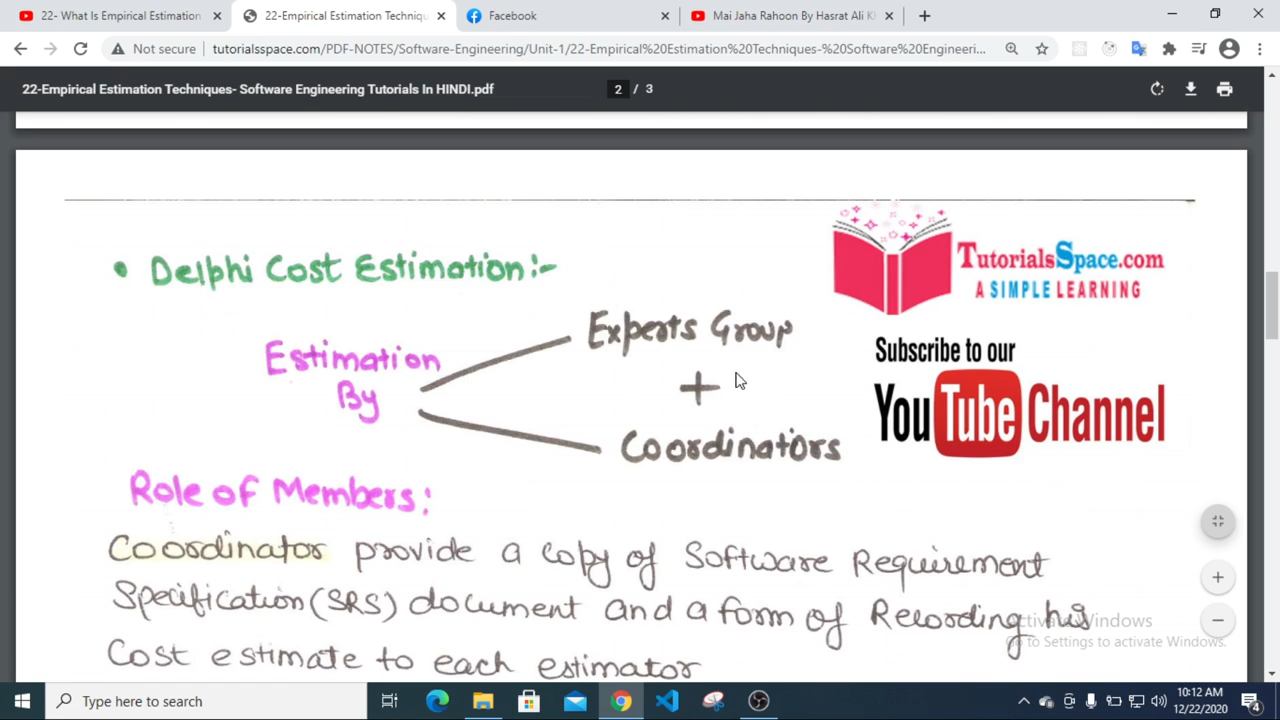 22- What Is Empirical Estimation
22-Empirical Estimation Techniqu
Facebook
Mai Jaha Rahoon By Hasrat Ali Kh
Not secure
tutorialsspace.com/PDF-NOTES/Software-Engineering/Unit-1/22-Empirical%20Estimation%20Techniques-%20Software%20Engineeri...
22-Empirical Estimation Techniques- Software Engineering Tutorials In HINDI.pdf
2 / 3
• Delphi Cost Estimation:-
TutorialsSpace.com
A SIMPLE LEARNING
Experts Group
Estimation
By
+
Coordinators
Subscribe to our
YouTube Channel
Role of Members:
Coordinator provide a copy of Software Requirement
Specification(SRS) document and a form of Recording his
Cost estimate to each estimator
Activate Windows
Go to Settings to activate Windows.
Type here to search
10:12 AM
12/22/2020
4